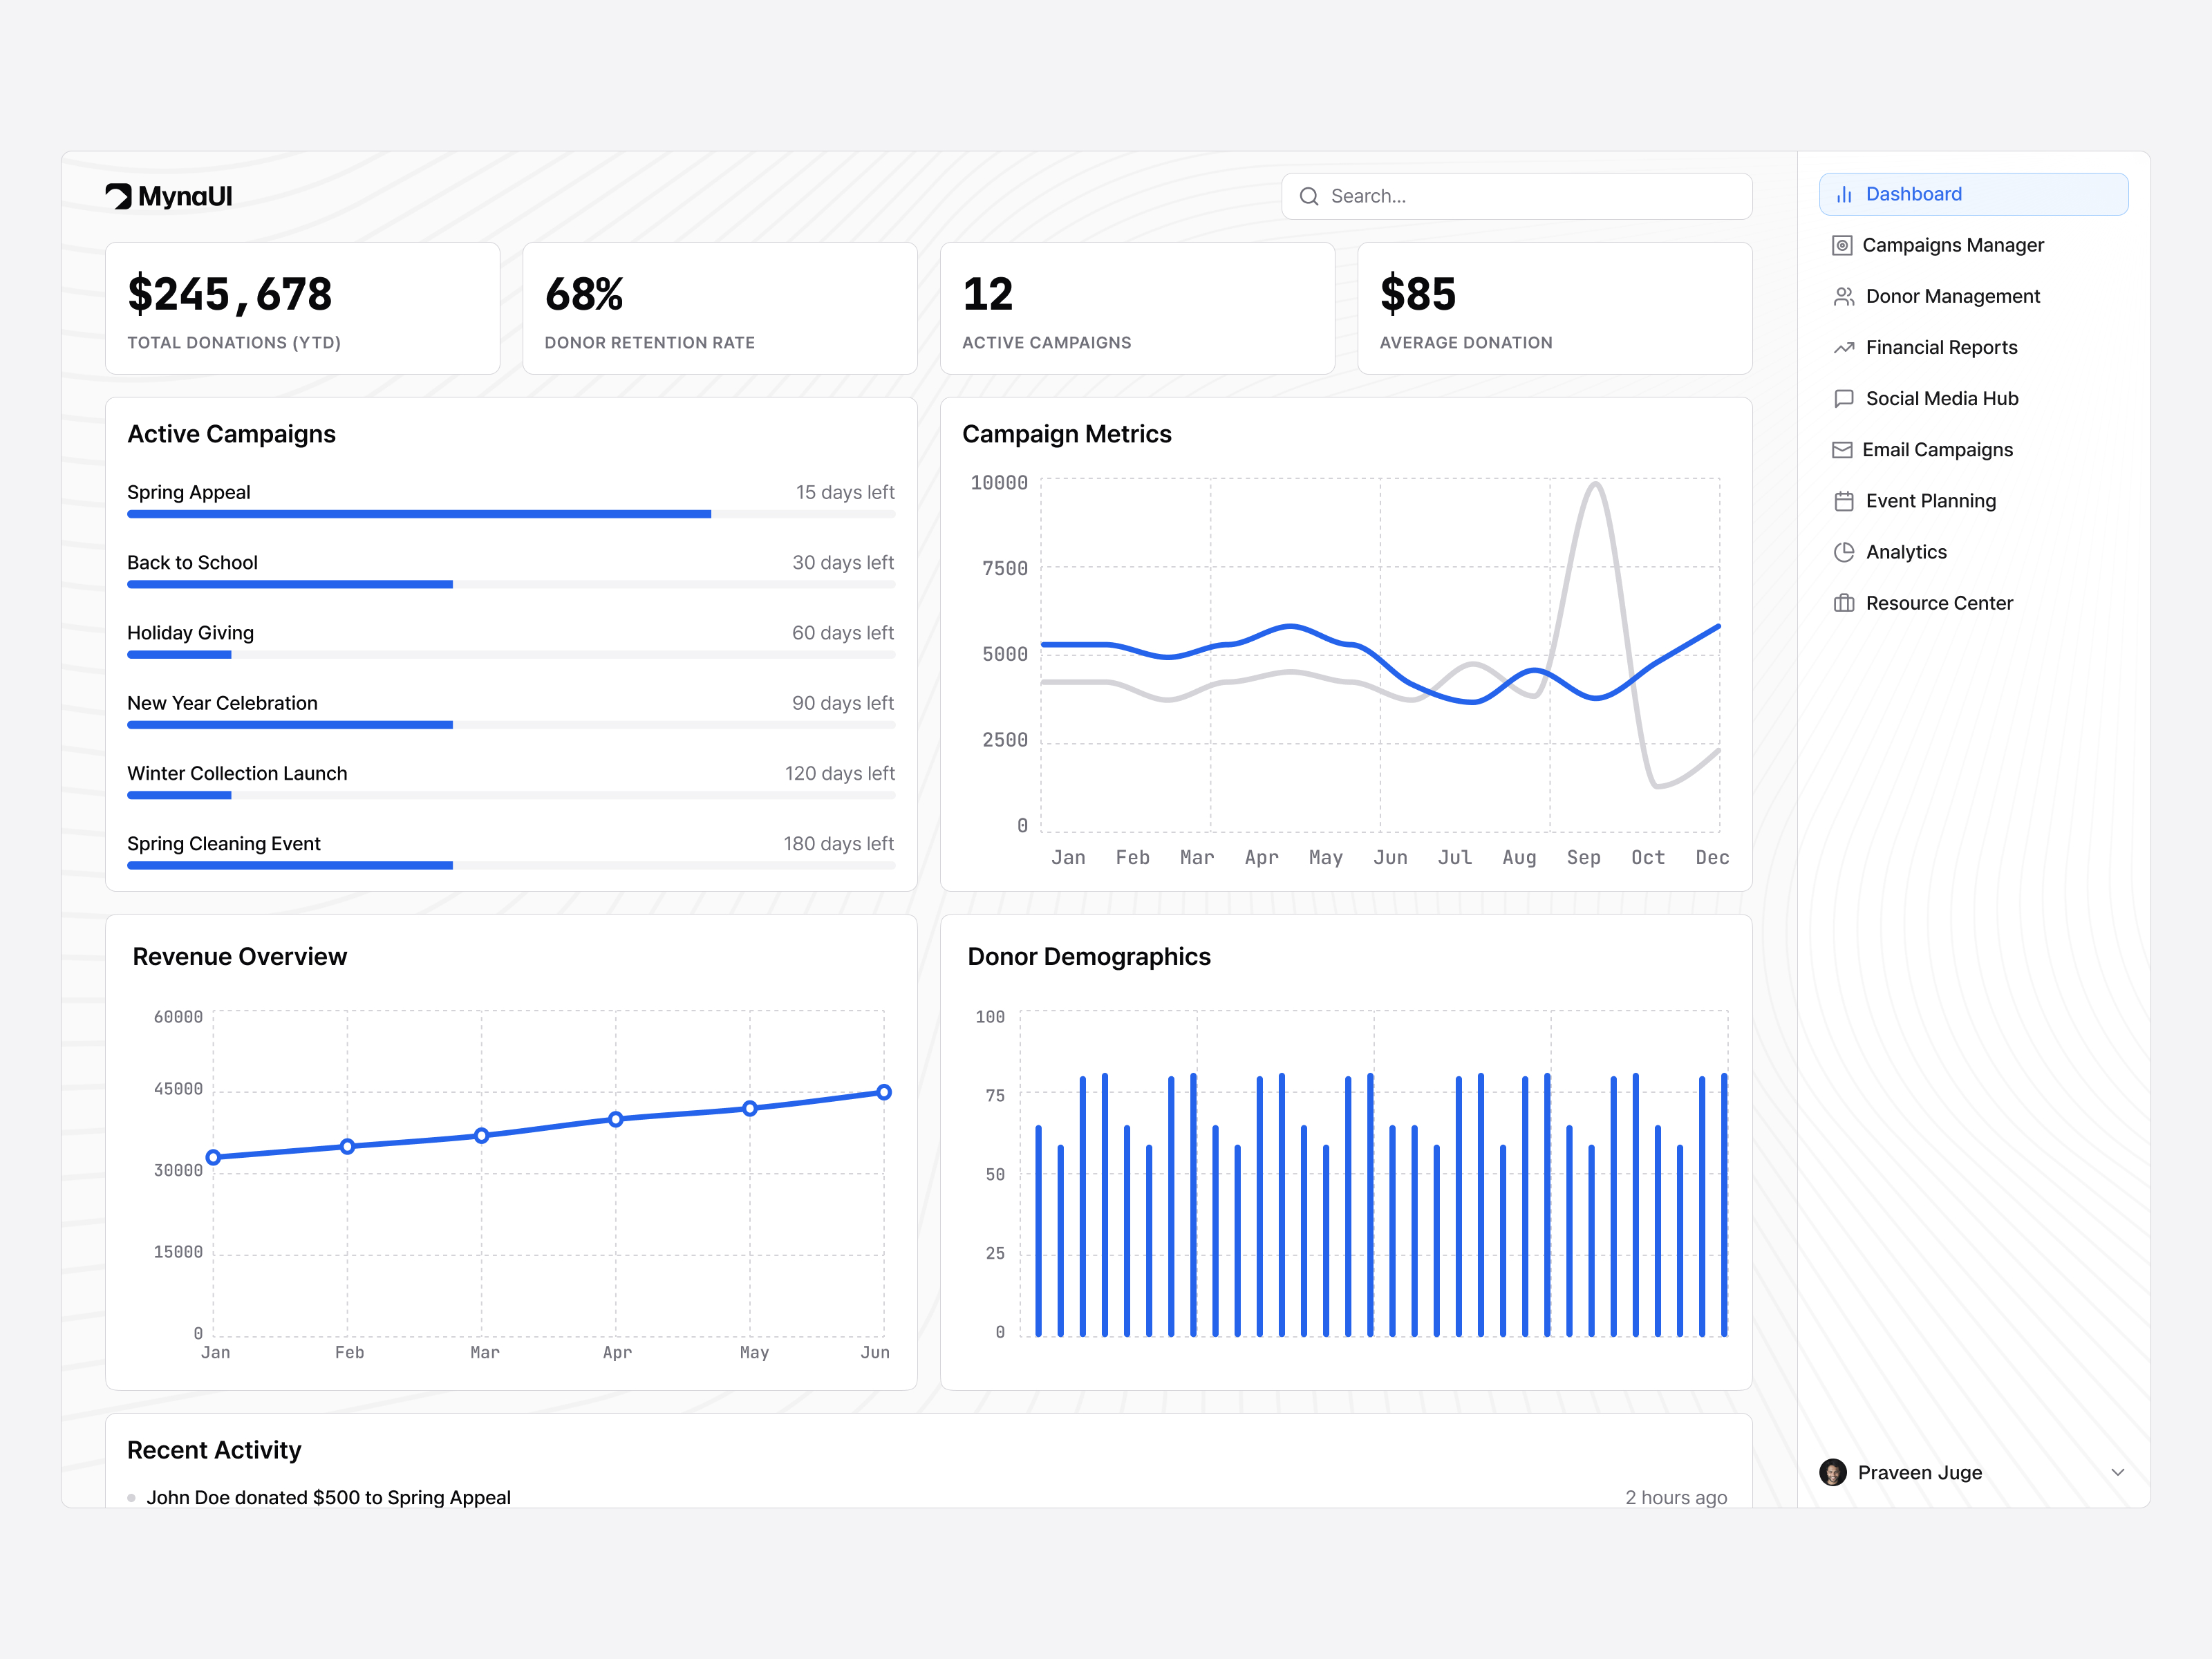 MynaUI
Search...
$245,678
TOTAL DONATIONS (YTD)
68%
DONOR RETENTION RATE
12
ACTIVE CAMPAIGNS
$85
AVERAGE DONATION
Active Campaigns
Spring Appeal 15 days left
Back to School 30 days left
Holiday Giving 60 days left
New Year Celebration 90 days left
Winter Collection Launch 120 days left
Spring Cleaning Event 180 days left
Campaign Metrics
10000
7500
5000
2500
0
Jan Feb Mar Apr May Jun Jul Aug Sep Oct Dec
Revenue Overview
60000
45000
30000
15000
0
Jan Feb Mar Apr May Jun
Donor Demographics
100
75
50
25
0
Recent Activity
John Doe donated $500 to Spring Appeal 2 hours ago
Dashboard
Campaigns Manager
Donor Management
Financial Reports
Social Media Hub
Email Campaigns
Event Planning
Analytics
Resource Center
Praveen Juge